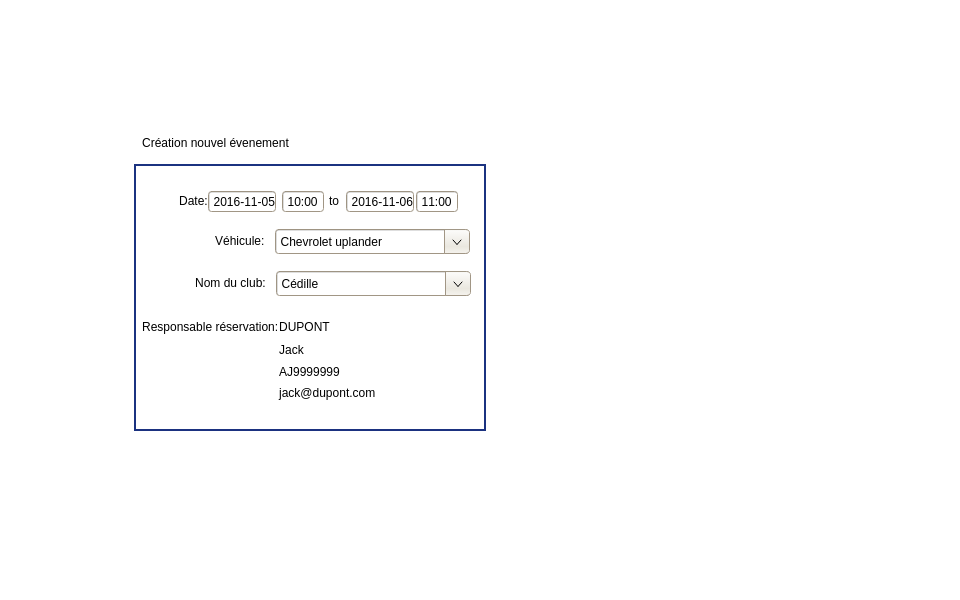 Création nouvel évenement
Date: 2016-11-05 10:00 to 2016-11-06 11:00
Véhicule: Chevrolet uplander
Nom du club: Cédille
Responsable réservation: DUPONT
Jack
AJ9999999
jack@dupont.com